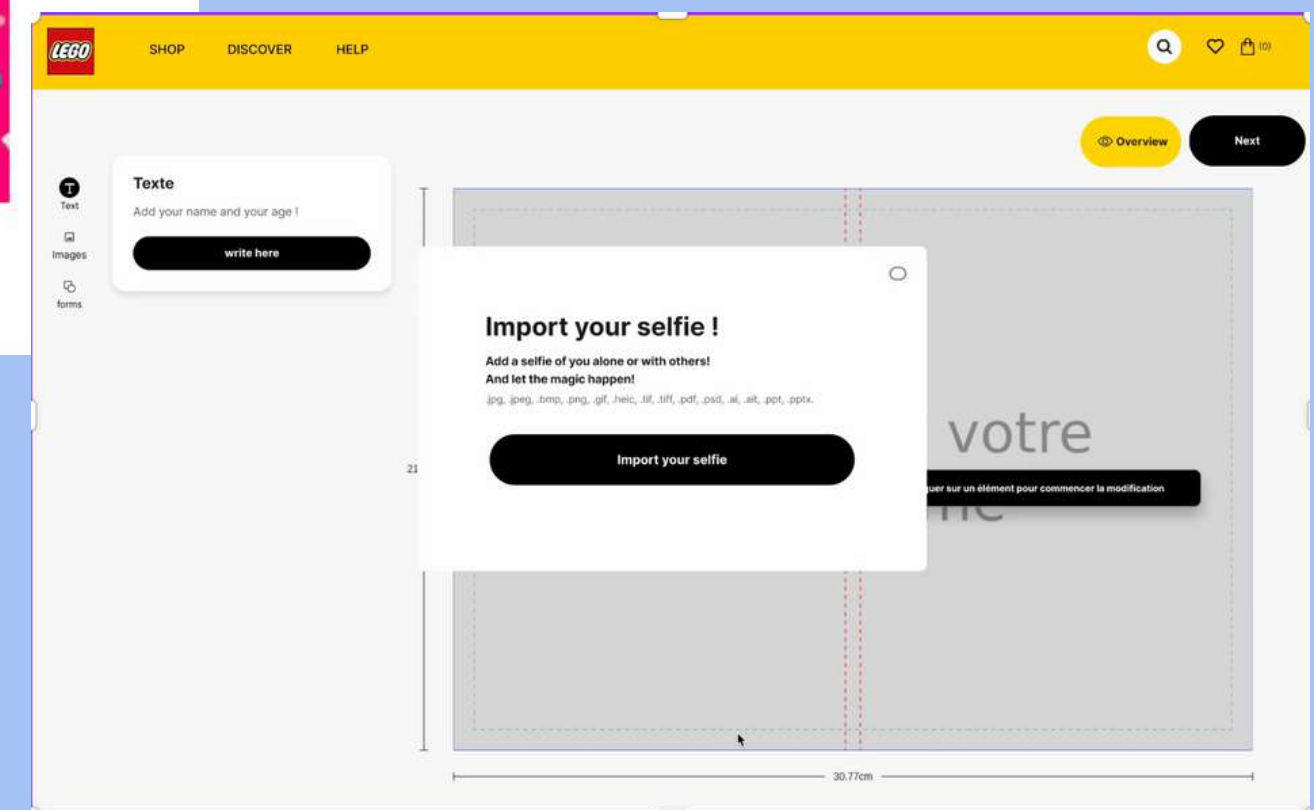 LEGO
SHOP DISCOVER HELP
(0)
Overview
Next
Text
Images
forms
Texte
Add your name and your age !
write here
Import your selfie !
Add a selfie of you alone or with others!
And let the magic happen!
.jpg, .jpeg, .bmp, .png, .gif, .heic, .tif, .tiff, .pdf, .psd, .ai, .ait, .ppt, .pptx.
Import your selfie
votre
sur un élément pour commencer la modification
21
30.77cm